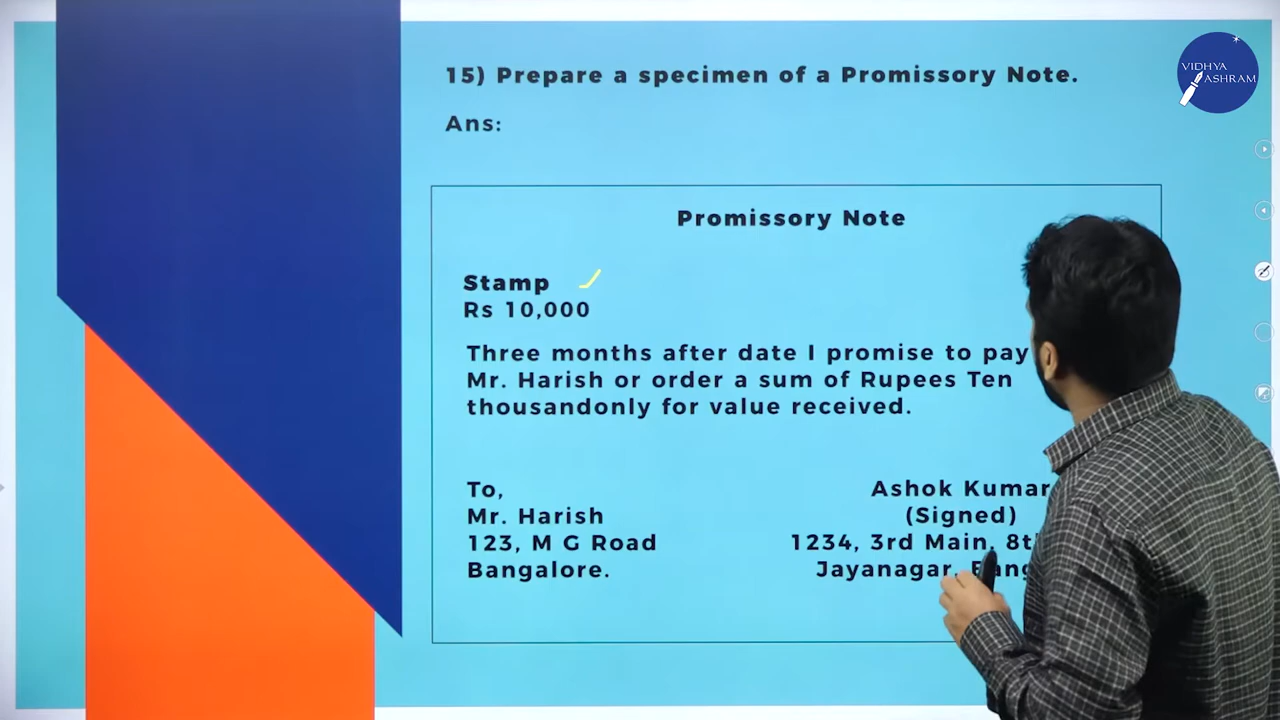 VIDHYA
ASHRAM
15) Prepare a specimen of a Promissory Note.
Ans:
Promissory Note
Stamp
Rs 10,000
Three months after date I promise to pay
Mr. Harish or order a sum of Rupees Ten
thousandonly for value received.
To,
Mr. Harish
123, M G Road
Bangalore.
Ashok Kumar
(Signed)
1234, 3rd Main,
Jayanagar,